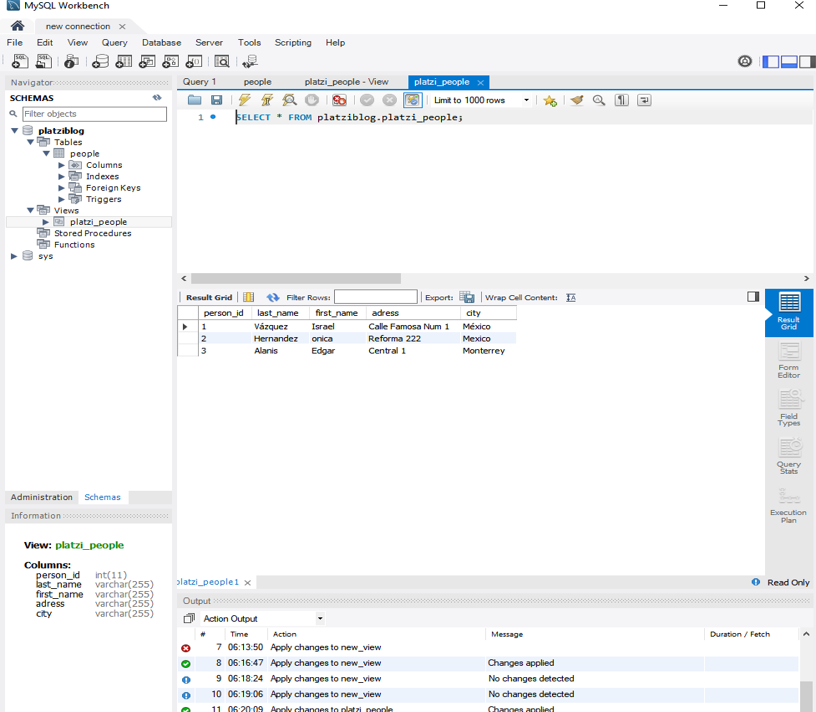 MySQL Workbench
new connection
File Edit View Query Database Server Tools Scripting Help
Navigator
SCHEMAS
Filter objects
platziblog
Tables
people
Columns
Indexes
Foreign Keys
Triggers
Views
platzi_people
Stored Procedures
Functions
sys
Administration Schemas
Information
View: platzi_people
Columns:
person_id int(11)
last_name varchar(255)
first_name varchar(255)
adress varchar(255)
city varchar(255)
Query 1 people platzi_people - View platzi_people
Limit to 1000 rows
1 SELECT * FROM platziblog.platzi_people;
Result Grid Filter Rows: Export: Wrap Cell Content:
person_id last_name first_name adress city
1 Vázquez Israel Calle Famosa Num 1 México
2 Hernandez onica Reforma 222 Mexico
3 Alanis Edgar Central 1 Monterrey
Result
Grid
Form
Editor
Field
Types
Query
Stats
Execution
Plan
platzi_people1 Read Only
Output
Action Output
# Time Action Message Duration / Fetch
7 06:13:50 Apply changes to new_view
8 06:16:47 Apply changes to new_view Changes applied
9 06:18:24 Apply changes to new_view No changes detected
10 06:19:06 Apply changes to new_view No changes detected
11 06:20:09 Apply changes to platzi_people Changes applied